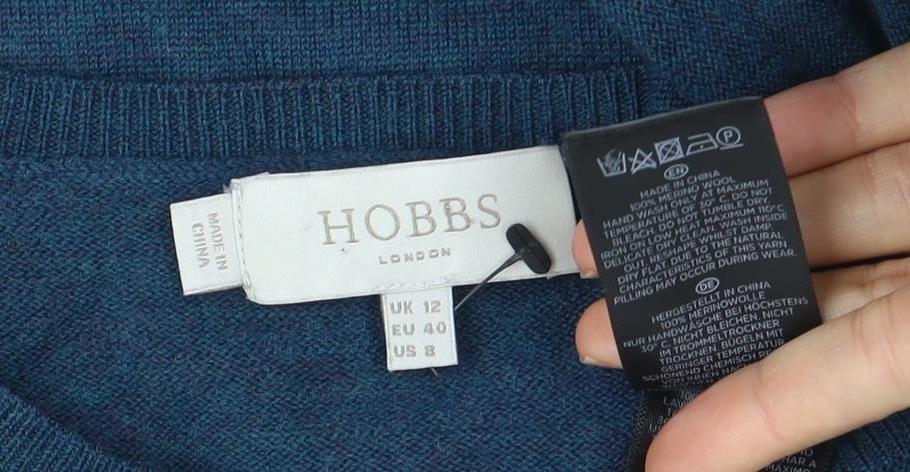 MADE IN
CHINA
HOBBS
LONDON
UK 12
EU 40
US 8
P
EN
MADE IN CHINA
100% MERINO WOOL
HAND WASH ONLY AT MAXIMUM
TEMPERATURE OF 30° C. DO NOT
BLEACH. DO NOT TUMBLE DRY.
IRON LOW HEAT MAXIMUM 110°C
DELICATE DRY CLEAN. WASH INSIDE
OUT. RESHAPE WHILST DAMP.
DRY FLAT. DUE TO THE NATURAL
CHARACTERISTICS OF THIS YARN
PILLING MAY OCCUR DURING WEAR.
DE
HERGESTELLT IN CHINA
100% MERINOWOLLE
NUR HANDWÄSCHE BEI HÖCHSTENS
30° C. NICHT BLEICHEN. NICHT
IM TROMMELTROCKNER
TROCKNEN. BÜGELN MIT
GERINGER TEMPERATUR
SCHONEND CHEMISCH